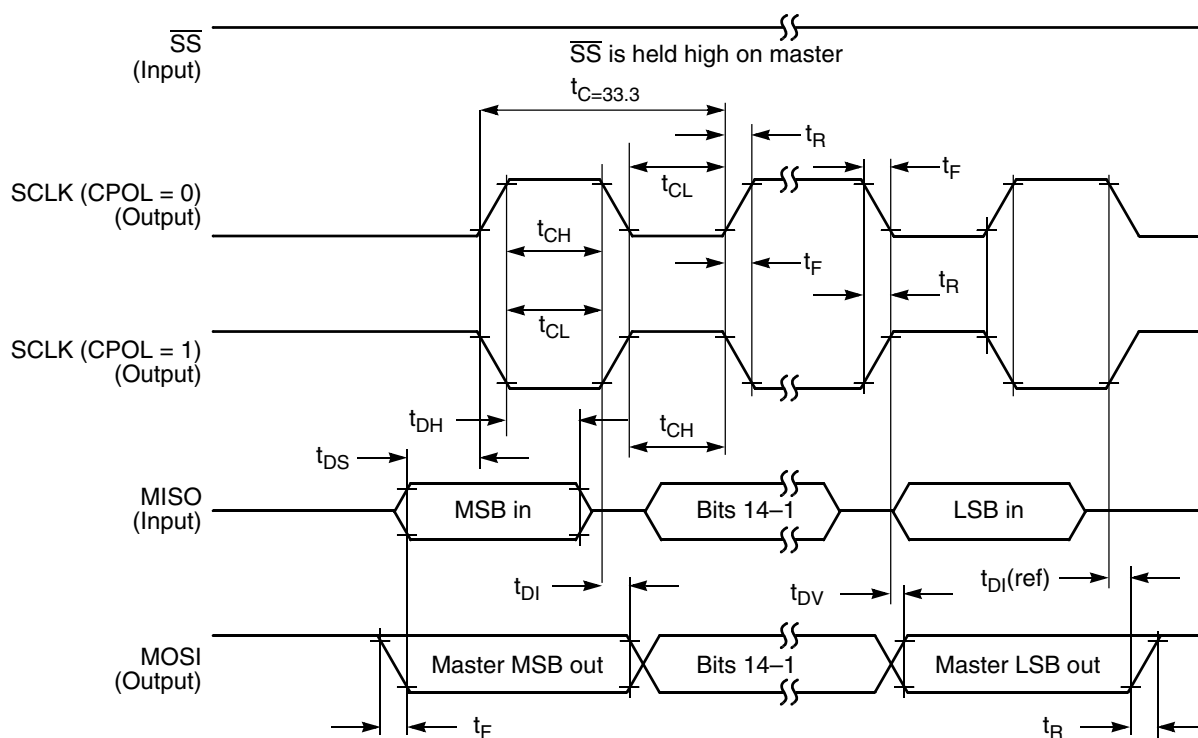 SS
(Input)
SS is held high on master
tC=33.3
tR
tF
tCL
SCLK (CPOL = 0)
(Output)
tCH
tF
tR
tCL
SCLK (CPOL = 1)
(Output)
tDH
tCH
tDS
MISO
(Input)
MSB in
Bits 14–1
LSB in
tDI
tDV
tDI(ref)
MOSI
(Output)
Master MSB out
Bits 14–1
Master LSB out
tF
tR